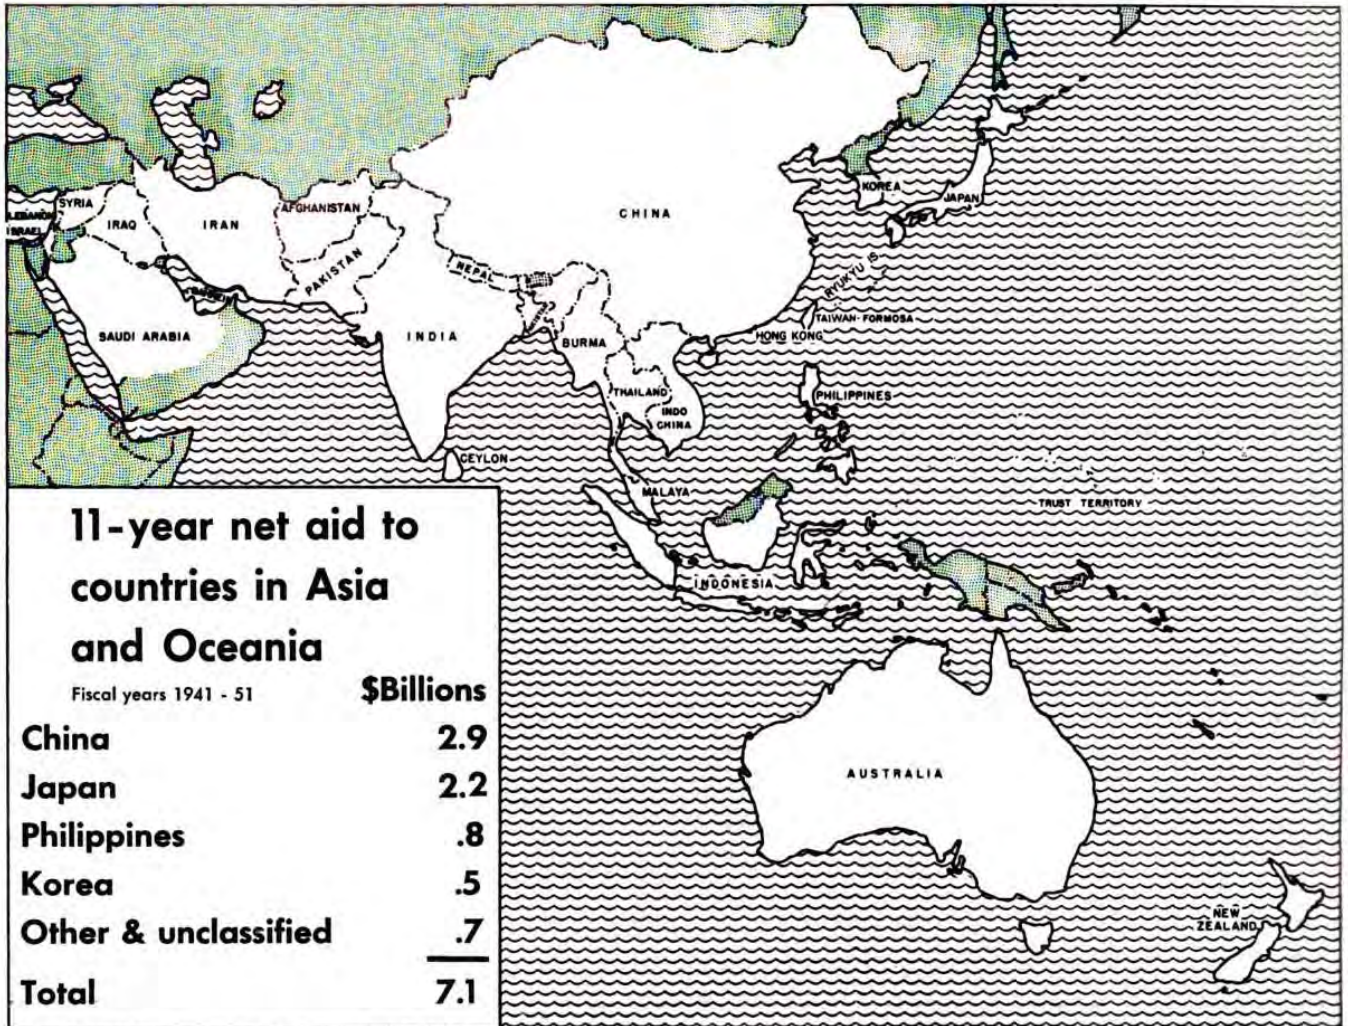 SYRIA
LEBANON
ISRAEL
IRAQ
IRAN
AFGHANISTAN
PAKISTAN
NEPAL
CHINA
KOREA
JAPAN
RYUKYU IS.
TAIWAN-FORMOSA
HONG KONG
SAUDI ARABIA
INDIA
BURMA
THAILAND
INDO
CHINA
PHILIPPINES
CEYLON
MALAYA
TRUST TERRITORY
INDONESIA
AUSTRALIA
NEW
ZEALAND
11-year net aid to
countries in Asia
and Oceania
Fiscal years 1941 - 51 $Billions
China 2.9
Japan 2.2
Philippines .8
Korea .5
Other & unclassified .7
Total 7.1